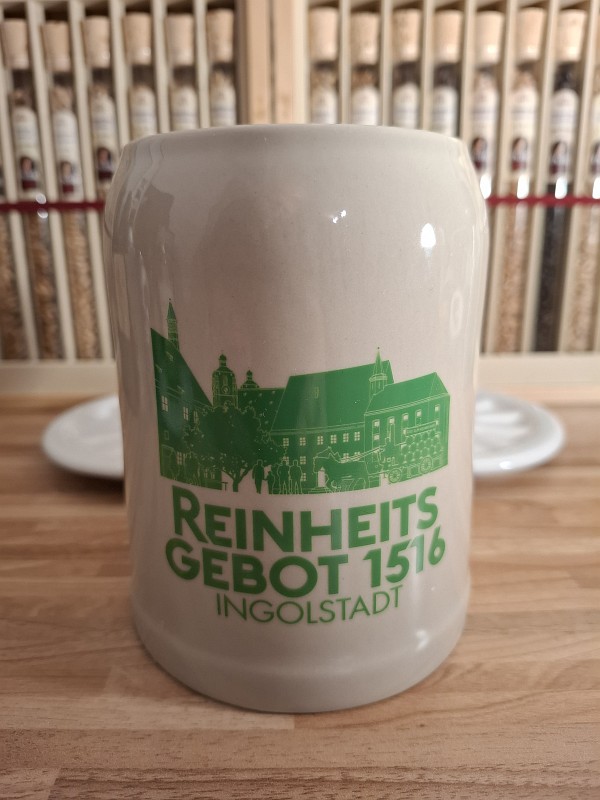 REINHEITS
GEBOT 1516
INGOLSTADT